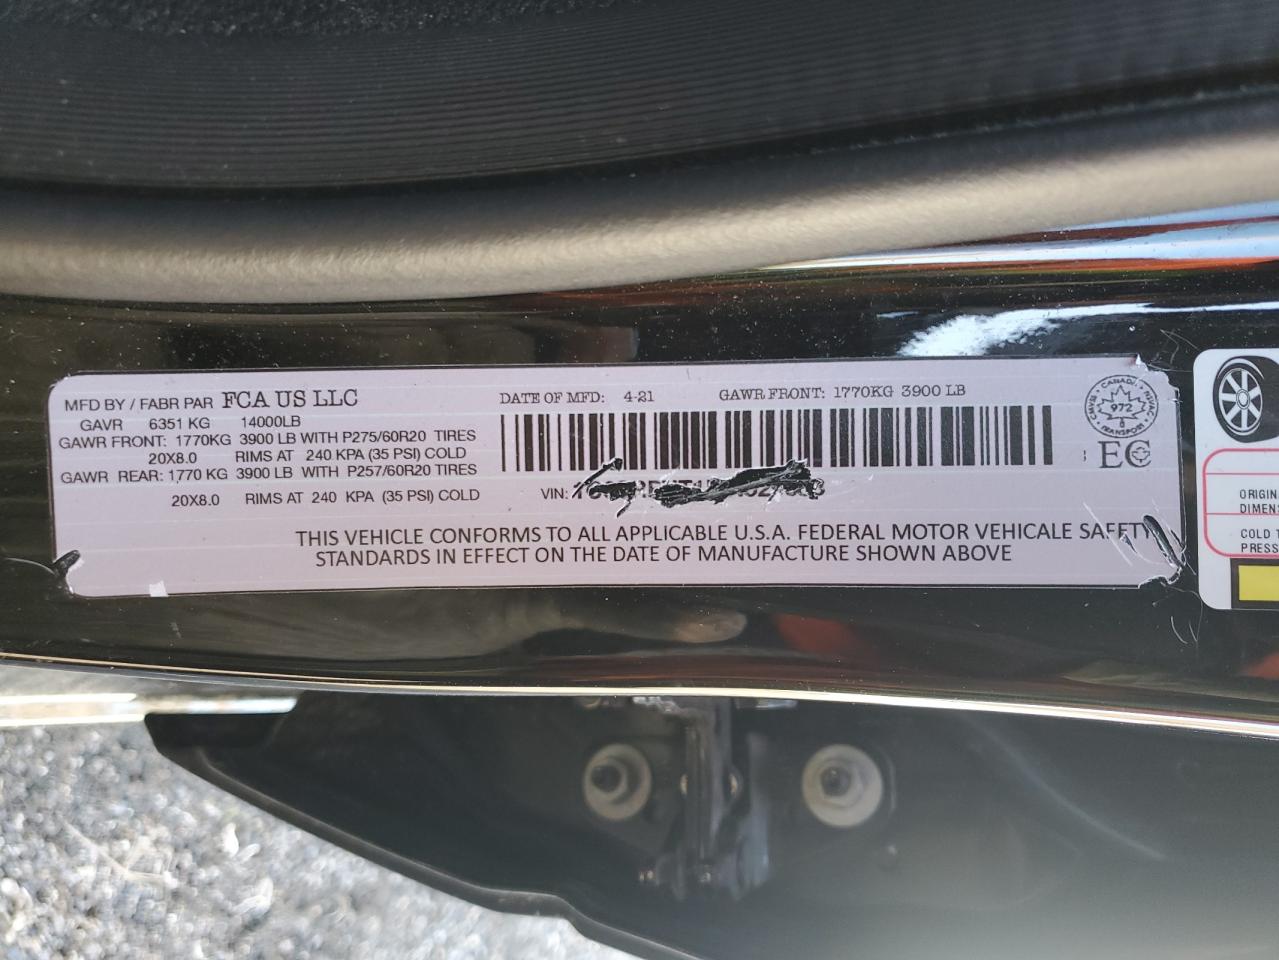 MFD BY / FABR PAR FCA US LLC
GAVR 6351 KG 14000LB
GAWR FRONT: 1770KG 3900 LB WITH P275/60R20 TIRES
20X8.0 RIMS AT 240 KPA (35 PSI) COLD
GAWR REAR: 1770 KG 3900 LB WITH P257/60R20 TIRES
20X8.0 RIMS AT 240 KPA (35 PSI) COLD
DATE OF MFD: 4-21 GAWR FRONT: 1770KG 3900 LB
VIN:
THIS VEHICLE CONFORMS TO ALL APPLICABLE U.S.A. FEDERAL MOTOR VEHICALE SAFETY
STANDARDS IN EFFECT ON THE DATE OF MANUFACTURE SHOWN ABOVE
972
TRANSPORT
EC
ORIGIN
DIMENS
COLD T
PRESS